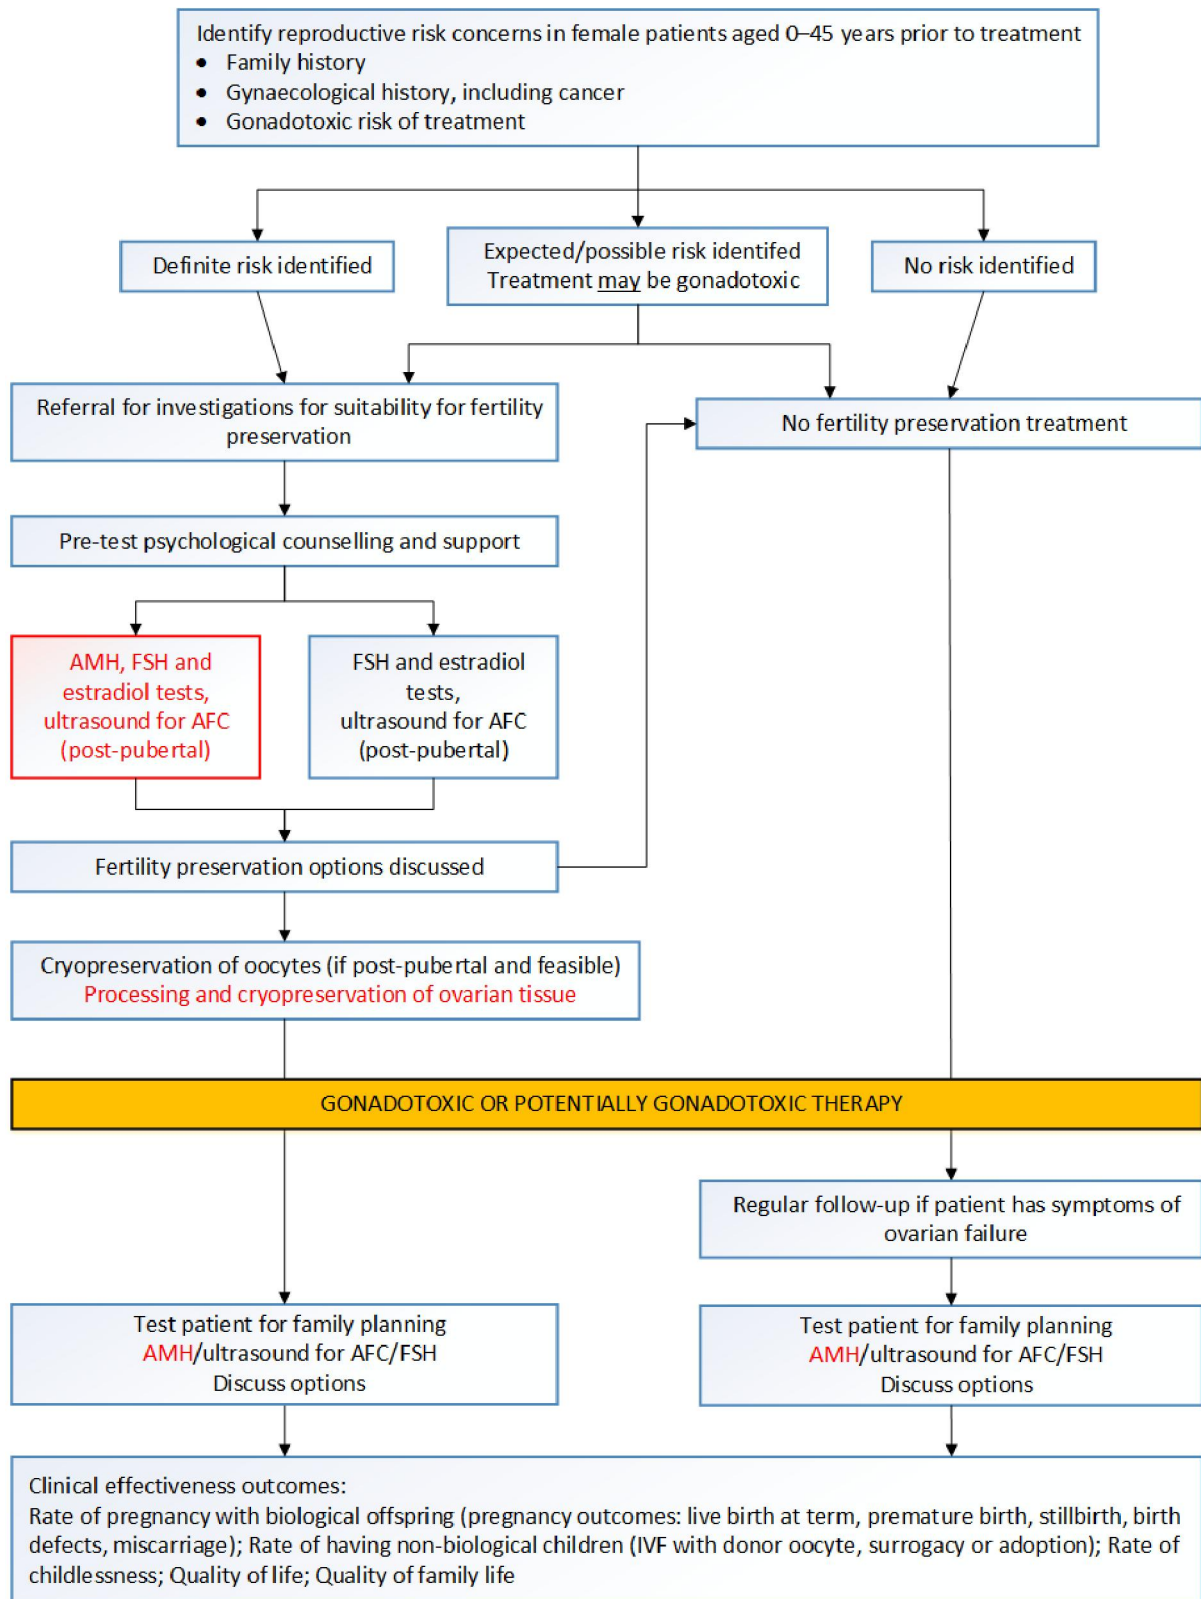 Identify reproductive risk concerns in female patients aged 0–45 years prior to treatment
• Family history
• Gynaecological history, including cancer
• Gonadotoxic risk of treatment
Definite risk identified
Expected/possible risk identifed
Treatment may be gonadotoxic
No risk identified
Referral for investigations for suitability for fertility
preservation
No fertility preservation treatment
Pre-test psychological counselling and support
AMH, FSH and
estradiol tests,
ultrasound for AFC
(post-pubertal)
FSH and estradiol
tests,
ultrasound for AFC
(post-pubertal)
Fertility preservation options discussed
Cryopreservation of oocytes (if post-pubertal and feasible)
Processing and cryopreservation of ovarian tissue
GONADOTOXIC OR POTENTIALLY GONADOTOXIC THERAPY
Regular follow-up if patient has symptoms of
ovarian failure
Test patient for family planning
AMH/ultrasound for AFC/FSH
Discuss options
Test patient for family planning
AMH/ultrasound for AFC/FSH
Discuss options
Clinical effectiveness outcomes:
Rate of pregnancy with biological offspring (pregnancy outcomes: live birth at term, premature birth, stillbirth, birth
defects, miscarriage); Rate of having non-biological children (IVF with donor oocyte, surrogacy or adoption); Rate of
childlessness; Quality of life; Quality of family life